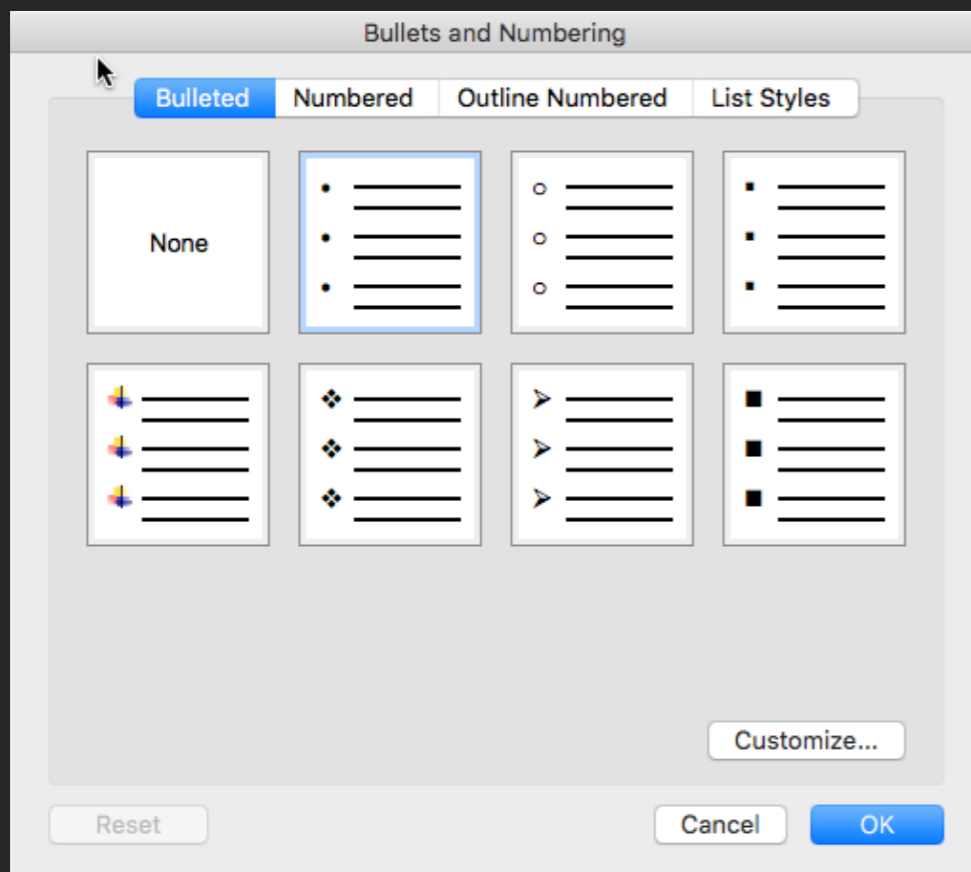 Bullets and Numbering
Bulleted Numbered Outline Numbered List Styles
None
Customize...
Reset Cancel OK